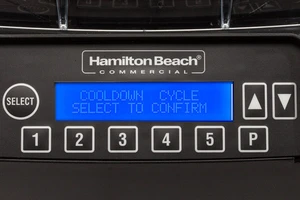 Hamilton Beach®
COMMERCIAL
COOLDOWN CYCLE
SELECT TO CONFIRM
SELECT
1 2 3 4 5 P